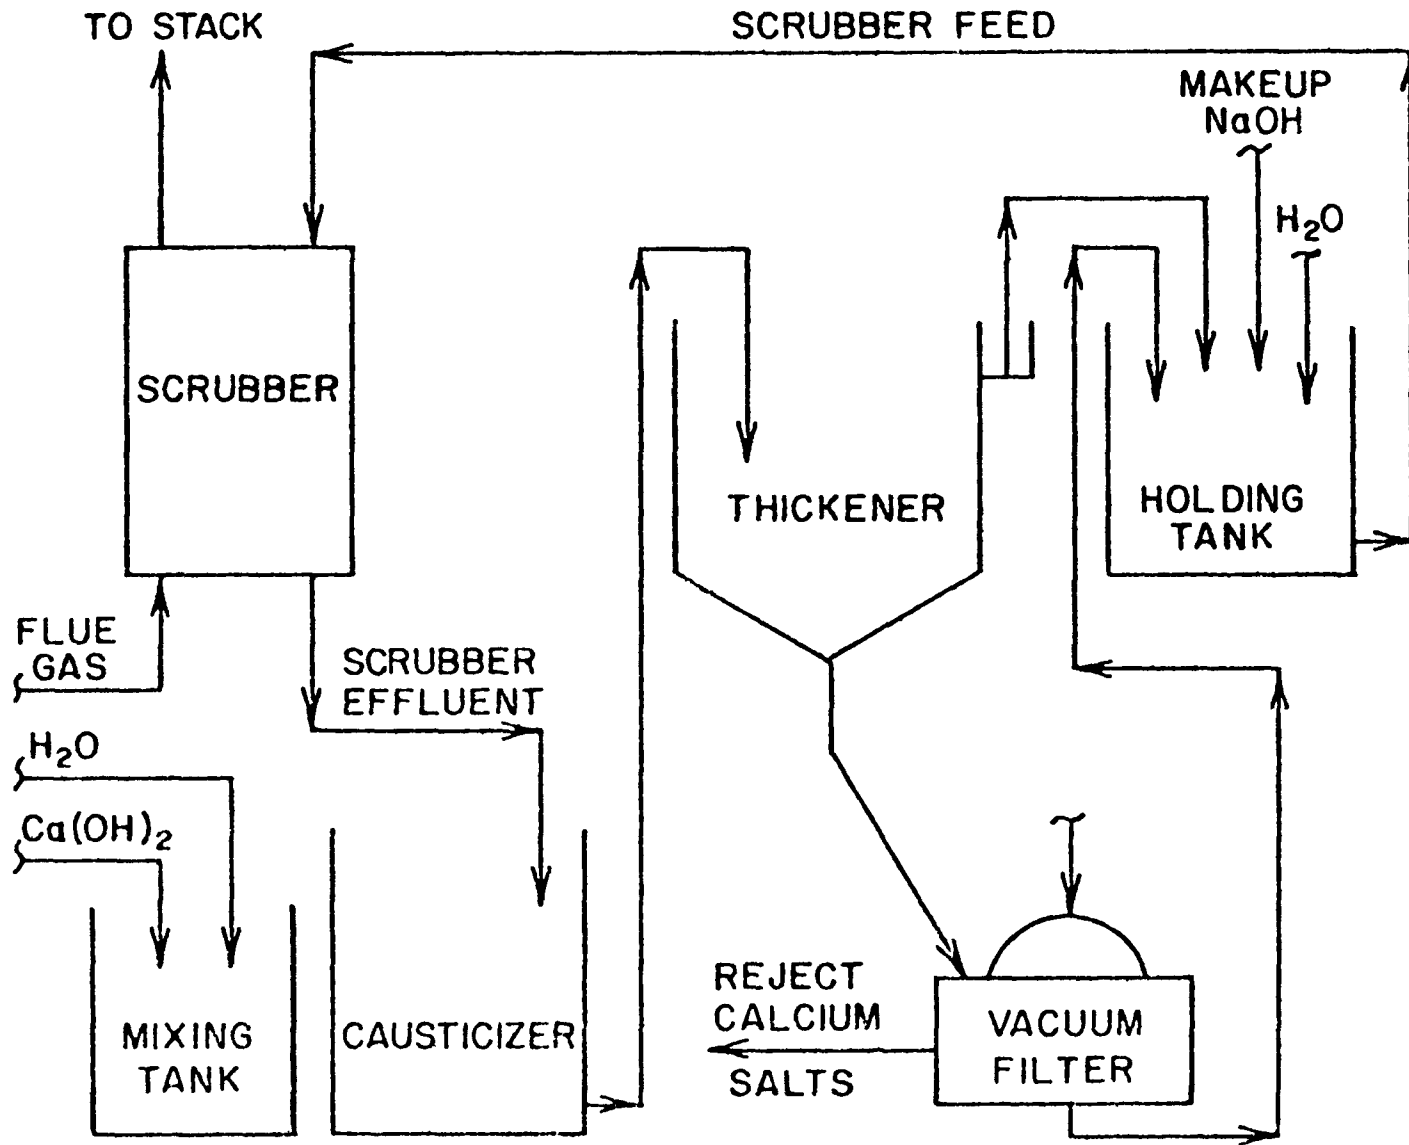 TO STACK
SCRUBBER FEED
MAKEUP
NaOH
H₂O
SCRUBBER
THICKENER
HOLDING
TANK
FLUE
GAS
SCRUBBER
EFFLUENT
H₂O
Ca(OH)₂
MIXING
TANK
CAUSTICIZER
REJECT
CALCIUM
SALTS
VACUUM
FILTER